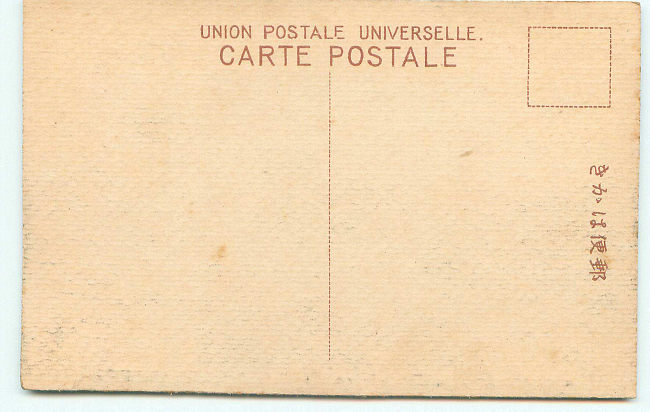 UNION POSTALE UNIVERSELLE.
CARTE POSTALE
郵便はかき